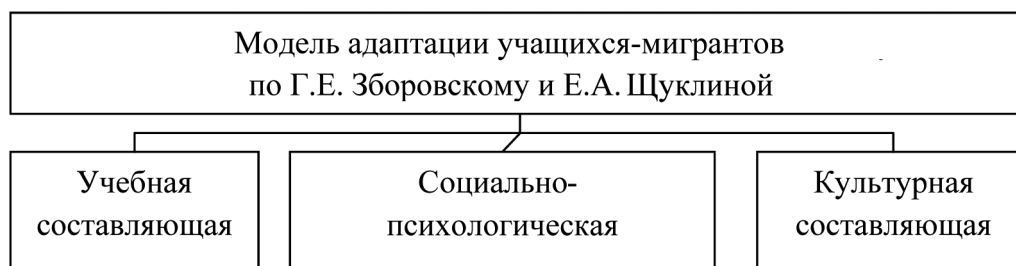 Модель адаптации учащихся-мигрантов
по Г.Е. Зборовскому и Е.А. Щуклиной
Учебная
составляющая
Социально-
психологическая
Культурная
составляющая